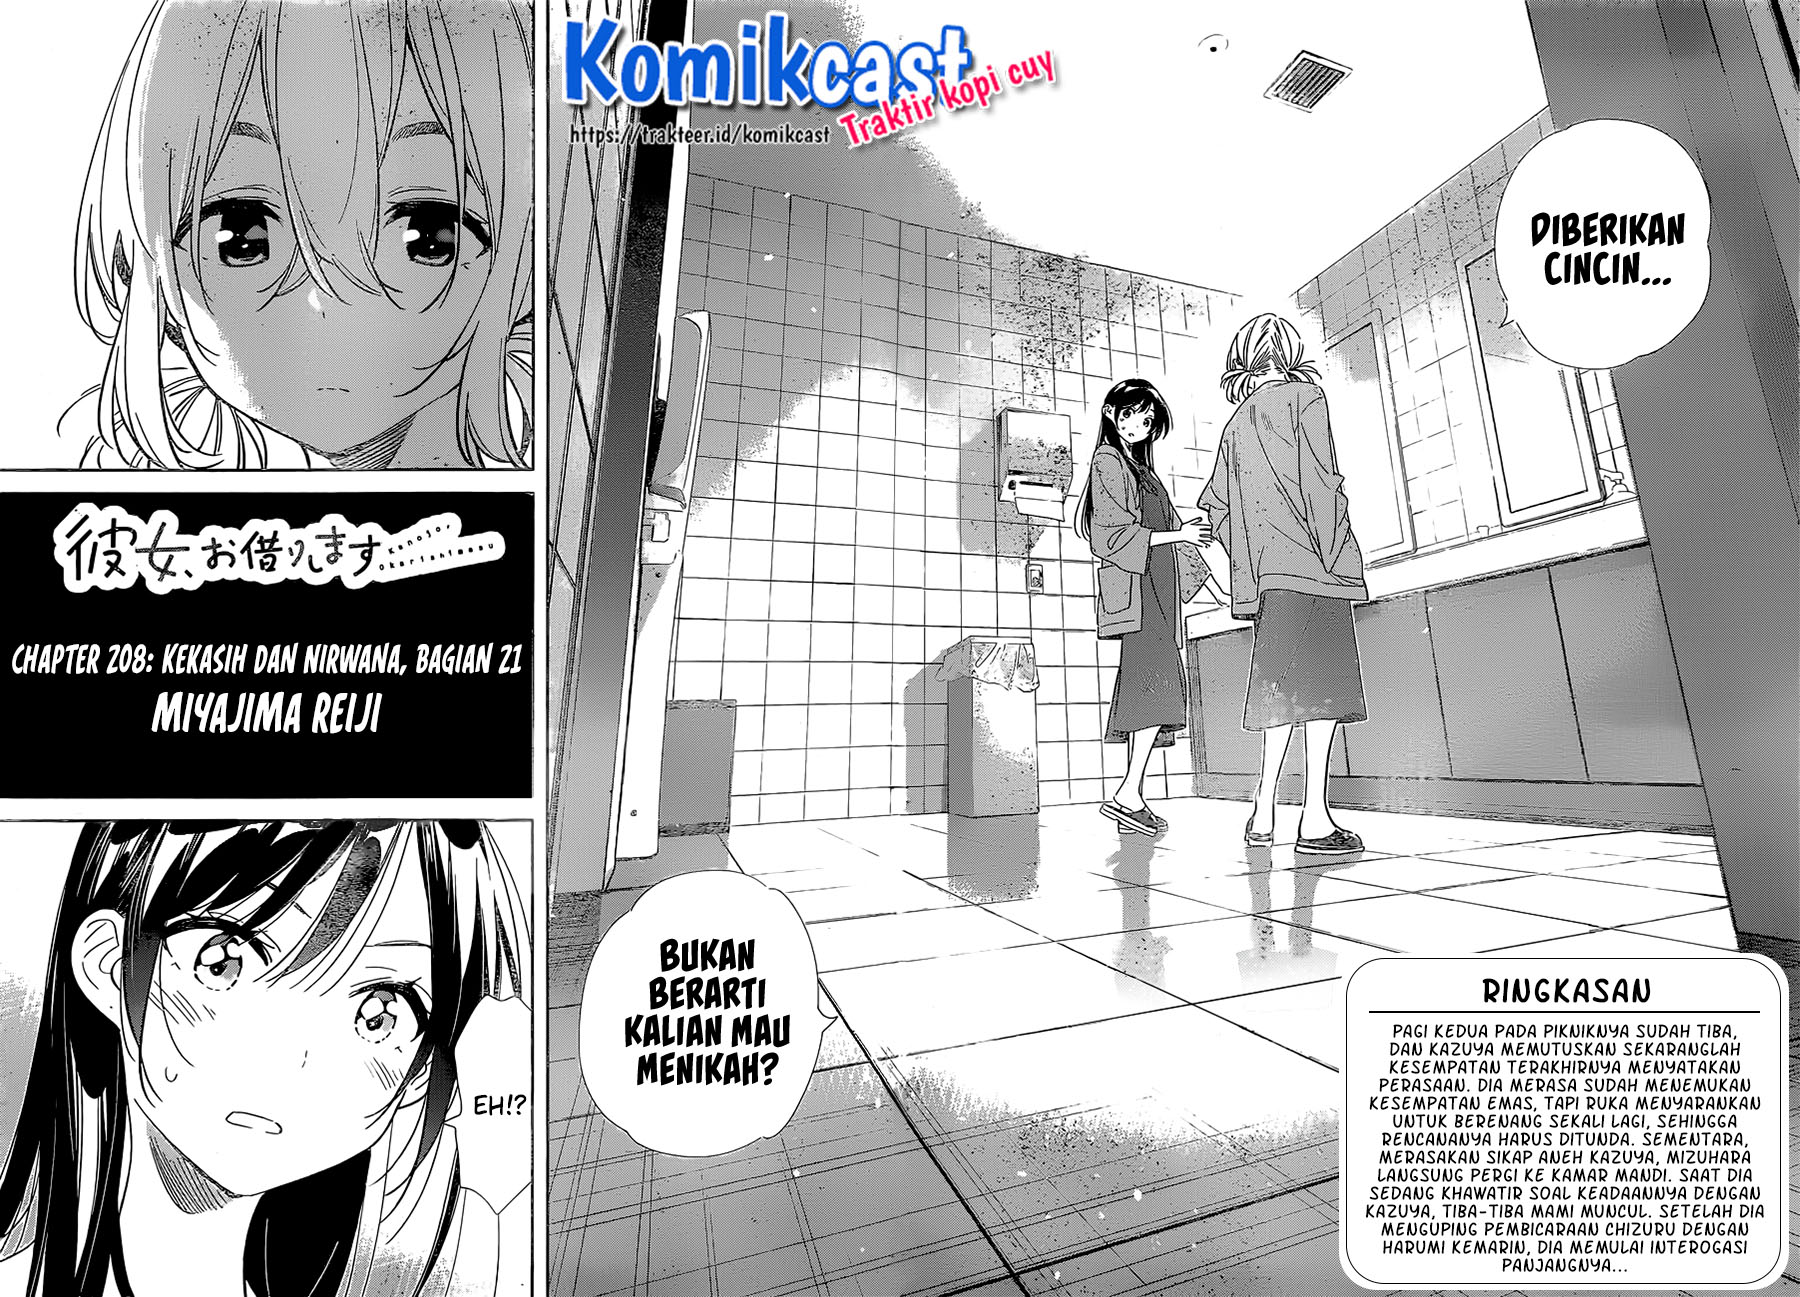 Komikcast
Traktir kopi cuy
https://trakteer.id/komikcast
DIBERIKAN
CINCIN...
BUKAN
BERARTI
KALIAN MAU
MENIKAH?
彼女、お借りします
Kanojo
Okarishimasu
CHAPTER 208: KEKASIH DAN NIRWANA, BAGIAN 21
MIYAJIMA REIJI
EH!?
RINGKASAN
PAGI KEDUA PADA PIKNIKNYA SUDAH TIBA,
DAN KAZUYA MEMUTUSKAN SEKARANGLAH
KESEMPATAN TERAKHIRNYA MENYATAKAN
PERASAAN. DIA MERASA SUDAH MENEMUKAN
KESEMPATAN EMAS, TAPI RUKA MENYARANKAN
UNTUK BERENANG SEKALI LAGI, SEHINGGA
RENCANANYA HARUS DITUNDA. SEMENTARA,
MERASAKAN SIKAP ANEH KAZUYA, MIZUHARA
LANGSUNG PERGI KE KAMAR MANDI. SAAT DIA
SEDANG KHAWATIR SOAL KEADAANNYA DENGAN
KAZUYA, TIBA-TIBA MAMI MUNCUL. SETELAH DIA
MENGUPING PEMBICARAAN CHIZURU DENGAN
HARUMI KEMARIN, DIA MEMULAI INTEROGASI
PANJANGNYA...